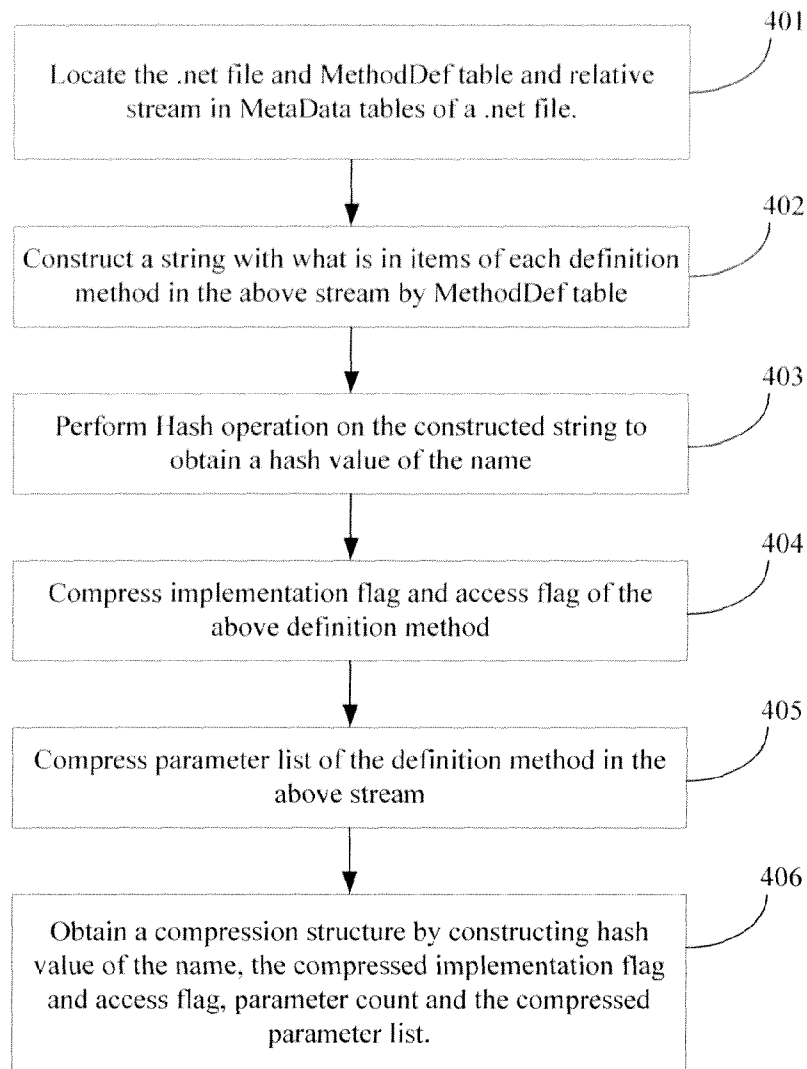 401
Locate the .net file and MethodDef table and relative
stream in MetaData tables of a .net file.
402
Construct a string with what is in items of each definition
method in the above stream by MethodDef table
403
Perform Hash operation on the constructed string to
obtain a hash value of the name
404
Compress implementation flag and access flag of the
above definition method
405
Compress parameter list of the definition method in the
above stream
406
Obtain a compression structure by constructing hash
value of the name, the compressed implementation flag
and access flag, parameter count and the compressed
parameter list.